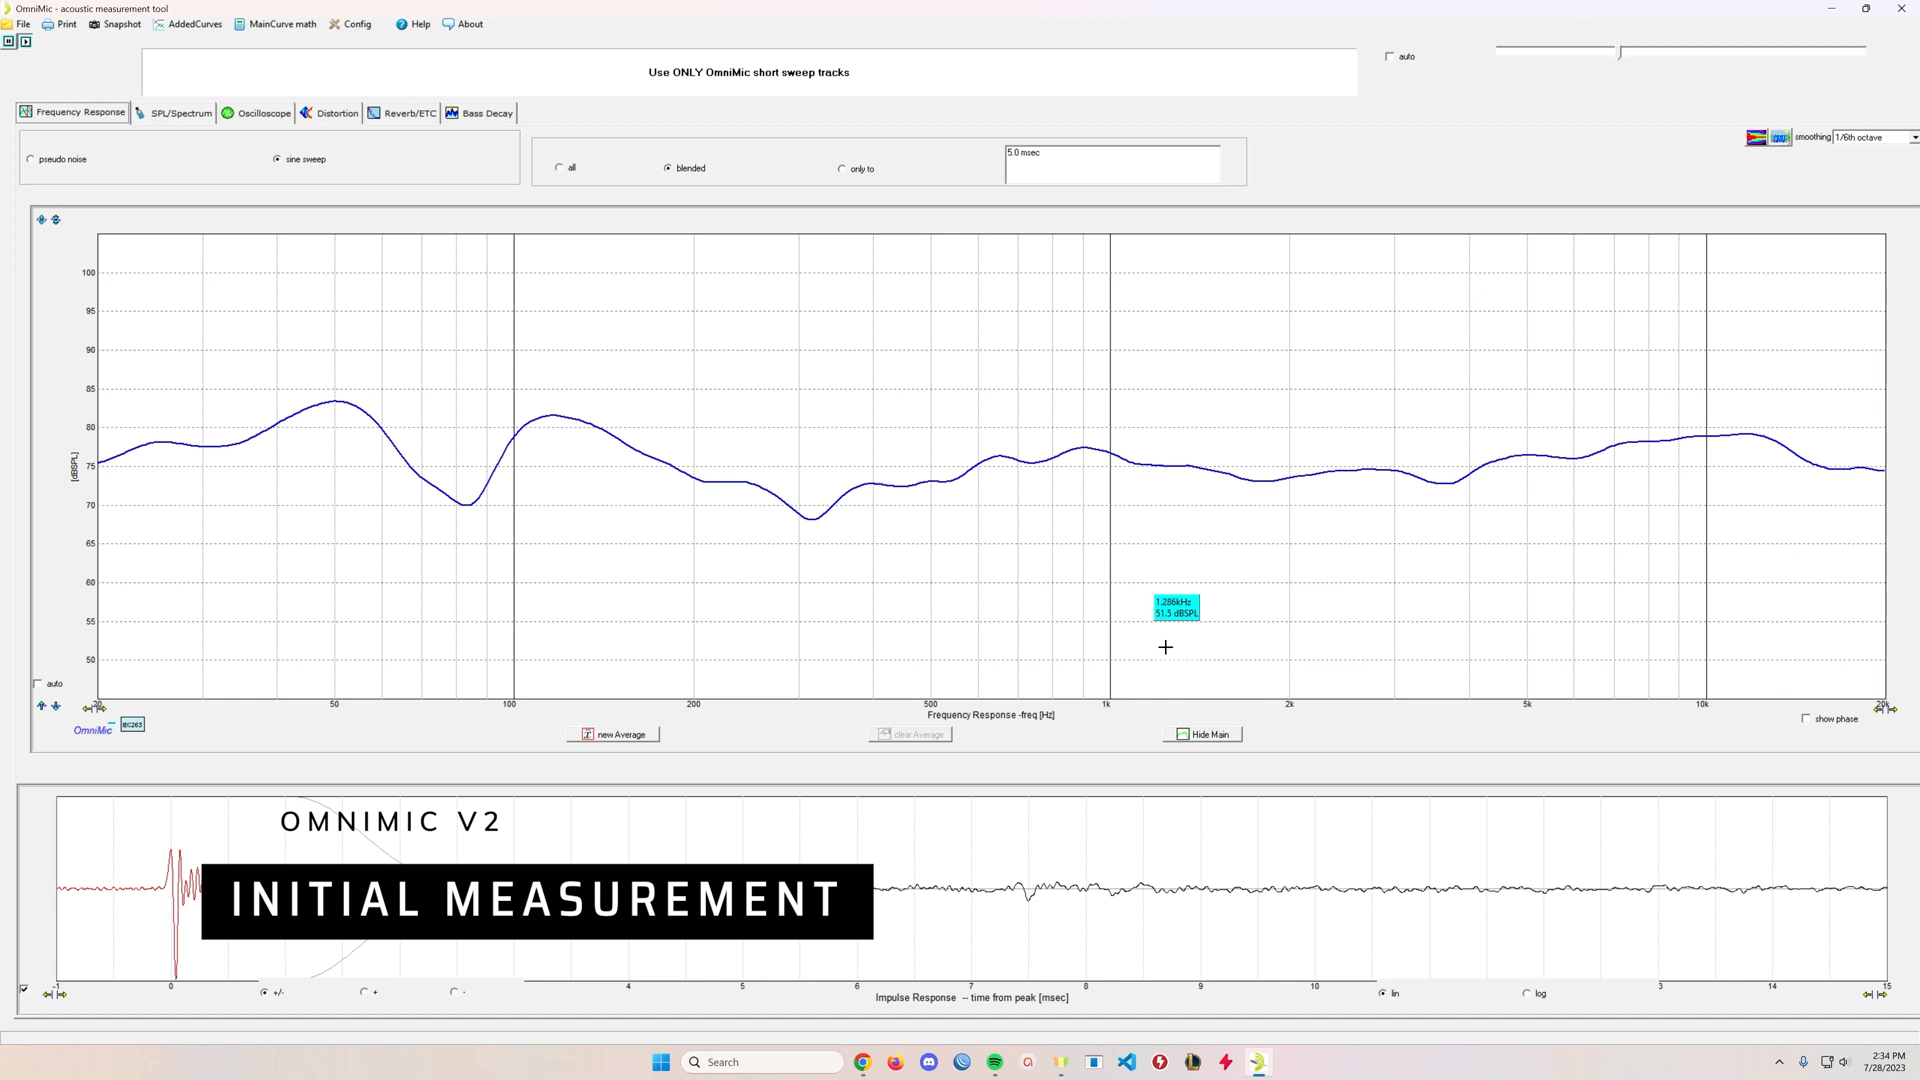 OmniMic - acoustic measurement tool
File Print Snapshot AddedCurves MainCurve math Config Help About
Use ONLY OmniMic short sweep tracks
auto
Frequency Response SPL/Spectrum Oscilloscope Distortion Reverb/ETC Bass Decay
smoothing 1/6th octave
pseudo noise sine sweep
all blended only to
5.0 msec
100
95
90
85
80
75
70
65
60
55
50
[dBSPL]
1.286kHz
51.5 dBSPL
auto
20 50 100 200 500 1k 2k 5k 10k 20k
Frequency Response -freq [Hz]
show phase
OmniMic IEC263
new Average clear Average Hide Main
OMNIMIC V2
INITIAL MEASUREMENT
-1 0 4 5 6 7 8 9 10 3 14 15
+/- + -
Impulse Response -- time from peak [msec]
lin log
Search
2:34 PM
7/28/2023